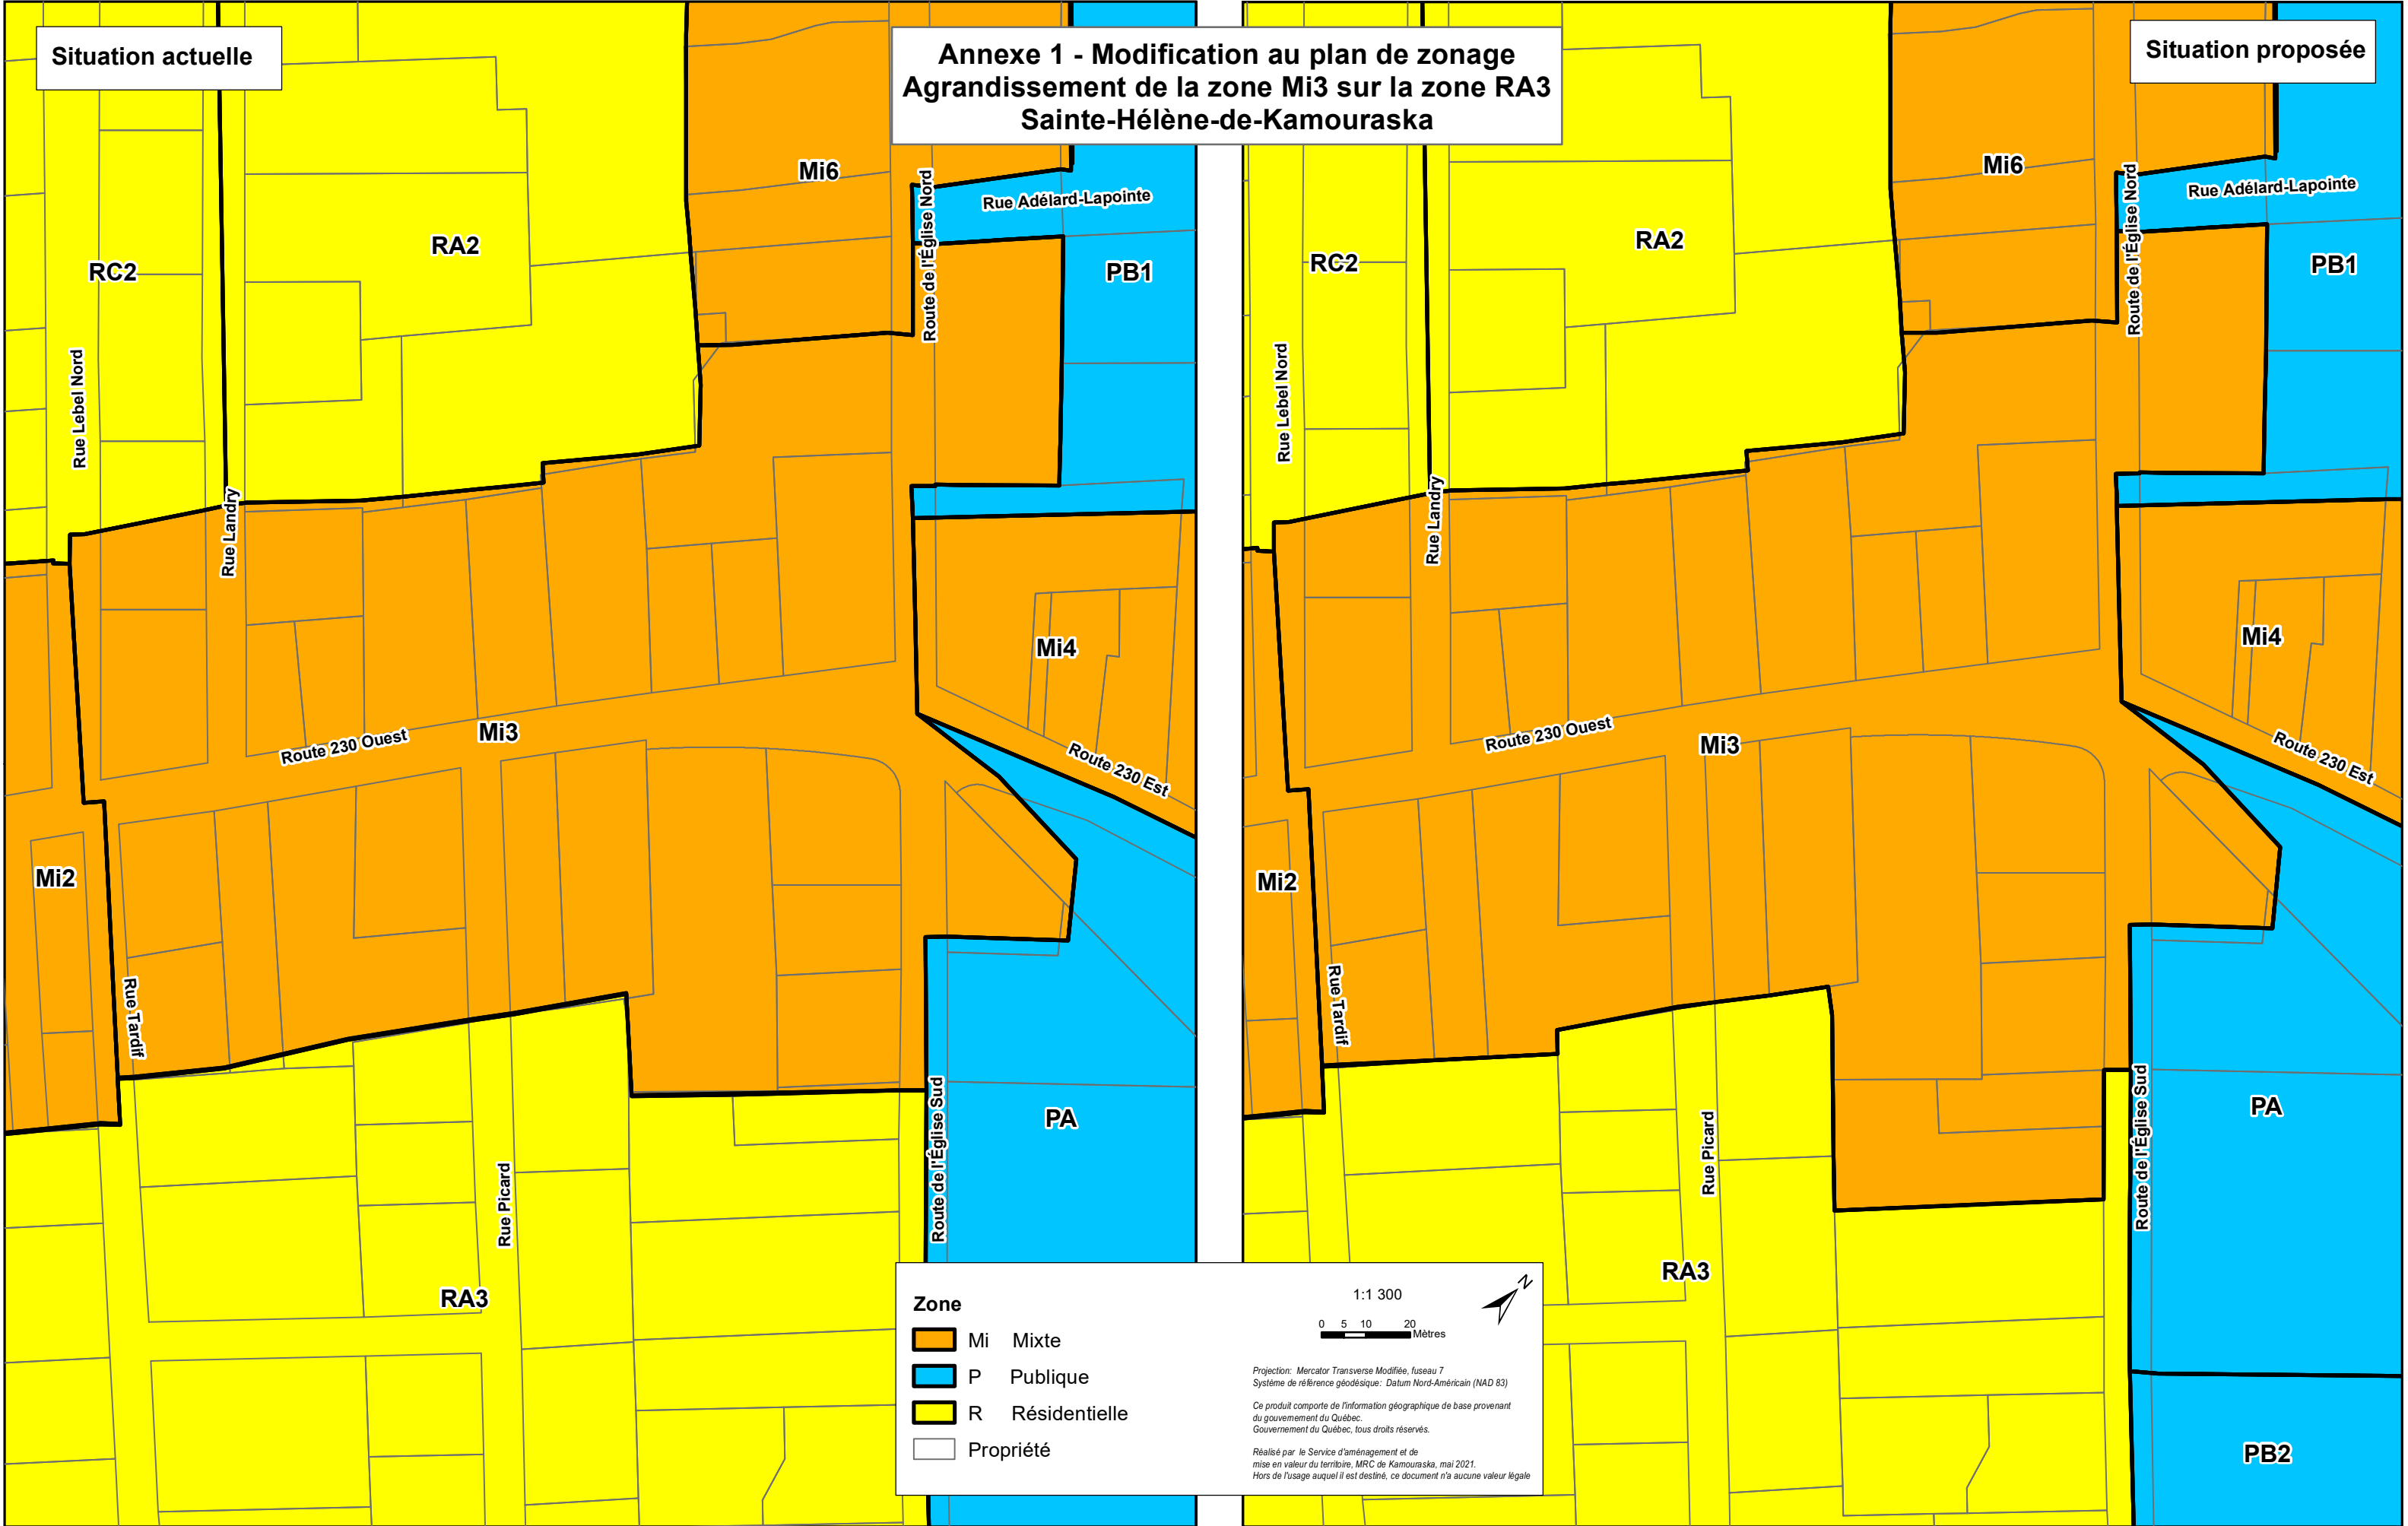 Situation actuelle
Annexe 1 - Modification au plan de zonage
Agrandissement de la zone Mi3 sur la zone RA3
Sainte-Hélène-de-Kamouraska
Situation proposée
Mi6
Rue Adélard-Lapointe
Route de l'Église Nord
RA2
RC2
PB1
Rue Lebel Nord
Rue Landry
Mi4
Mi3
Route 230 Ouest
Route 230 Est
Mi2
Rue Tardif
PA
Route de l'Église Sud
Rue Picard
RA3
Mi6
Rue Adélard-Lapointe
Route de l'Église Nord
RA2
RC2
PB1
Rue Lebel Nord
Rue Landry
Mi4
Mi3
Route 230 Ouest
Route 230 Est
Mi2
Rue Tardif
PA
Route de l'Église Sud
Rue Picard
RA3
PB2
Zone
Mi Mixte
P Publique
R Résidentielle
Propriété
1:1 300
N
0 5 10 20
Mètres
Projection: Mercator Transverse Modifiée, fuseau 7
Système de référence géodésique: Datum Nord-Américain (NAD 83)
Ce produit comporte de l'information géographique de base provenant
du gouvernement du Québec.
Gouvernement du Québec, tous droits réservés.
Réalisé par le Service d'aménagement et de
mise en valeur du territoire, MRC de Kamouraska, mai 2021.
Hors de l'usage auquel il est destiné, ce document n'a aucune valeur légale